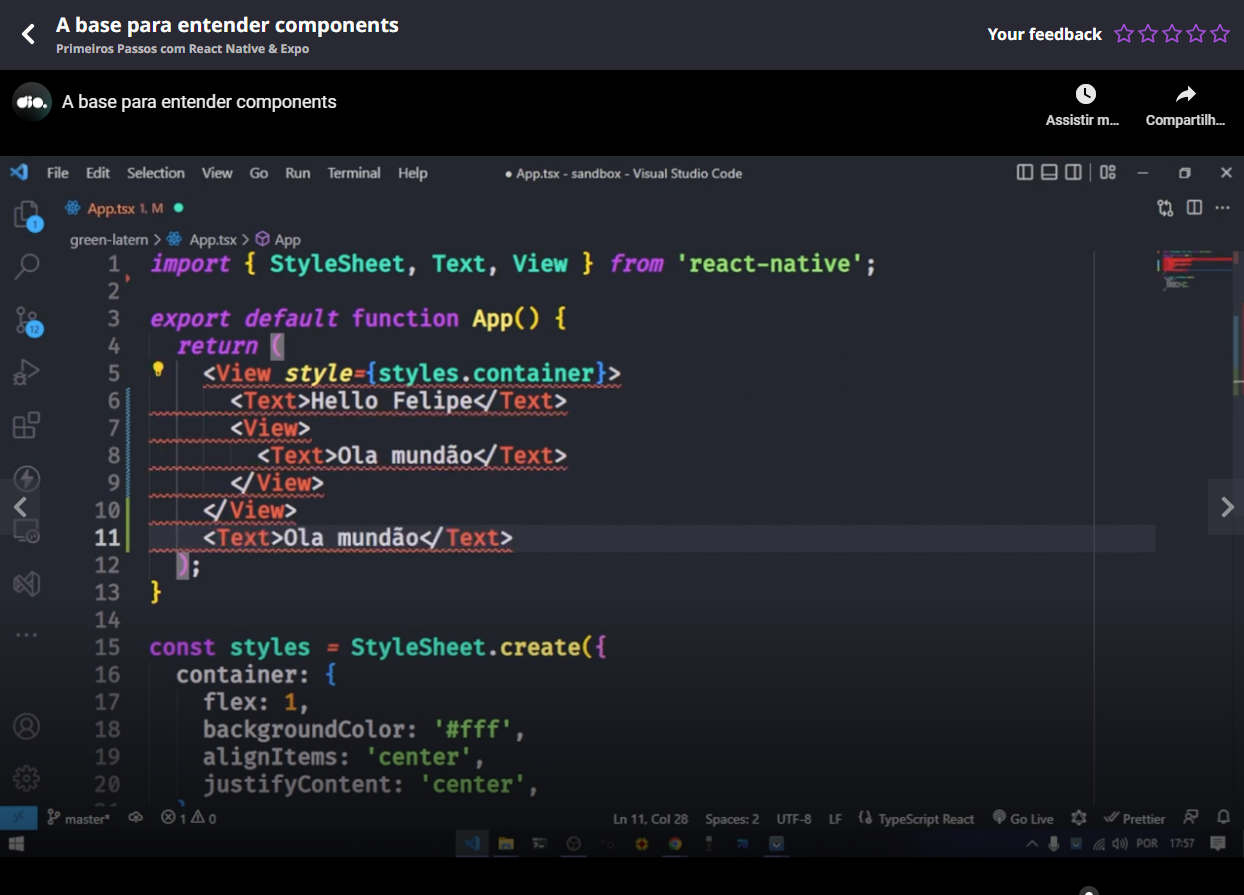 A base para entender components
Primeiros Passos com React Native & Expo
Your feedback
dio.
A base para entender components
Assistir m...
Compartilh...
File Edit Selection View Go Run Terminal Help
● App.tsx - sandbox - Visual Studio Code
App.tsx 1, M
1
green-latern > App.tsx > App
1 import { StyleSheet, Text, View } from 'react-native';
2
3 export default function App() {
4 return (
5 <View style={styles.container}>
6 <Text>Hello Felipe</Text>
7 <View>
8 <Text>Ola mundão</Text>
9 </View>
10 </View>
11 <Text>Ola mundão</Text>
12 );
13 }
14
15 const styles = StyleSheet.create({
16 container: {
17 flex: 1,
18 backgroundColor: '#fff',
19 alignItems: 'center',
20 justifyContent: 'center',
12
master* 1 0
Ln 11, Col 28 Spaces: 2 UTF-8 LF TypeScript React Go Live Prettier
POR 17:57